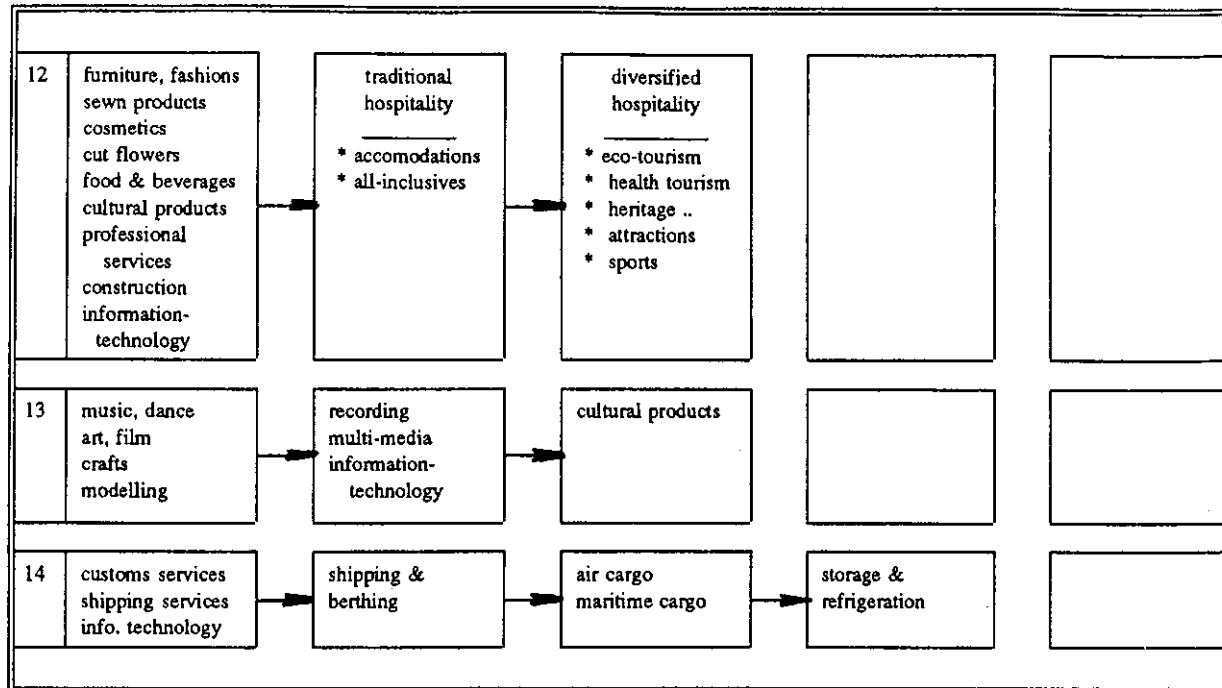 12
furniture, fashions
sewn products
cosmetics
cut flowers
food & beverages
cultural products
professional
services
construction
information-
technology
traditional
hospitality
* accomodations
* all-inclusives
diversified
hospitality
* eco-tourism
* health tourism
* heritage ..
* attractions
* sports
13
music, dance
art, film
crafts
modelling
recording
multi-media
information-
technology
cultural products
14
customs services
shipping services
info. technology
shipping &
berthing
air cargo
maritime cargo
storage &
refrigeration